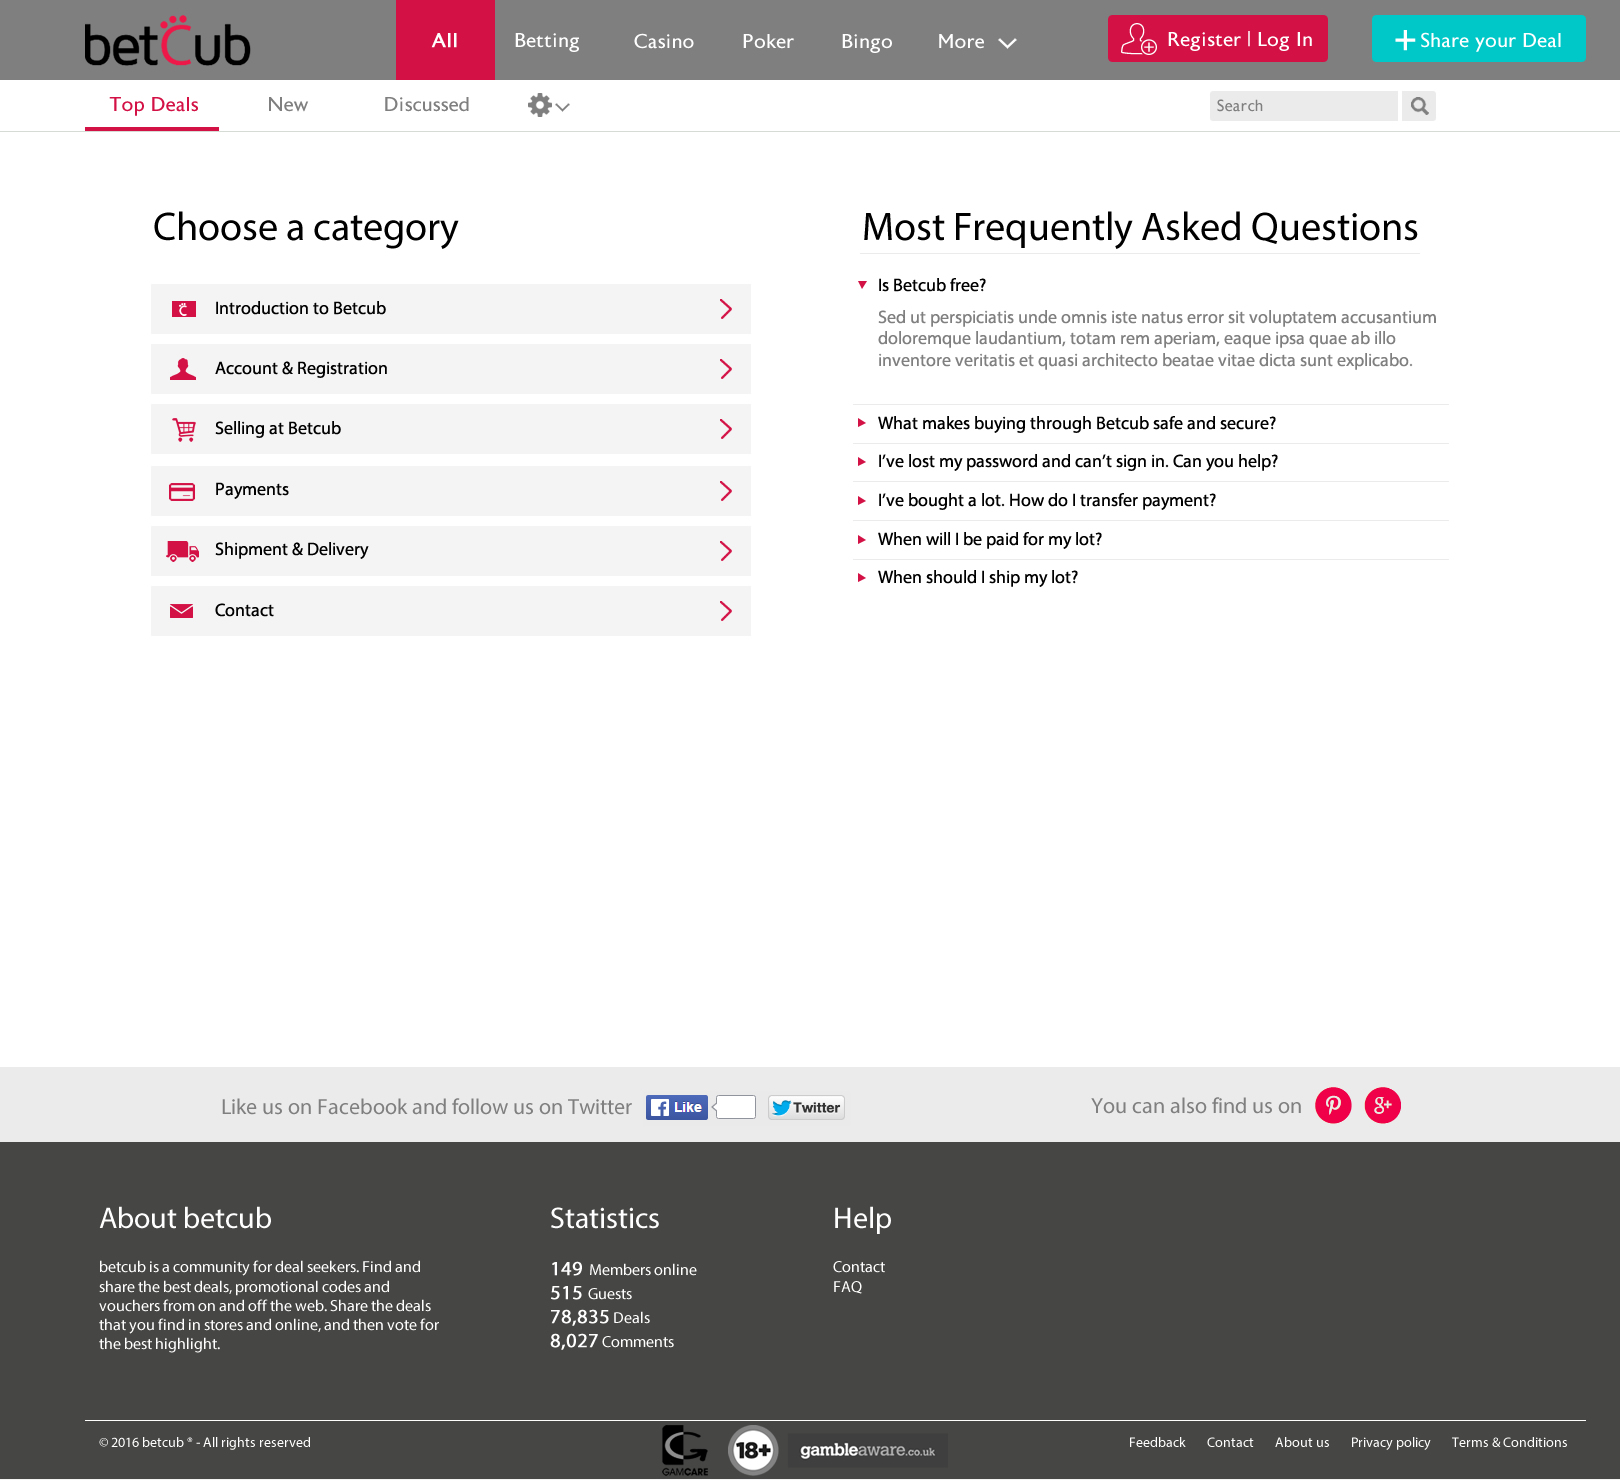 betCub
All
Betting
Casino
Poker
Bingo
More
Register | Log In
Share your Deal
Top Deals
New
Discussed
Search
Choose a category
Introduction to Betcub
Account & Registration
Selling at Betcub
Payments
Shipment & Delivery
Contact
Most Frequently Asked Questions
Is Betcub free?
Sed ut perspiciatis unde omnis iste natus error sit voluptatem accusantium
doloremque laudantium, totam rem aperiam, eaque ipsa quae ab illo
inventore veritatis et quasi architecto beatae vitae dicta sunt explicabo.
What makes buying through Betcub safe and secure?
I’ve lost my password and can’t sign in. Can you help?
I’ve bought a lot. How do I transfer payment?
When will I be paid for my lot?
When should I ship my lot?
Like us on Facebook and follow us on Twitter
Like
Twitter
You can also find us on
About betcub
betcub is a community for deal seekers. Find and
share the best deals, promotional codes and
vouchers from on and off the web. Share the deals
that you find in stores and online, and then vote for
the best highlight.
Statistics
149 Members online
515 Guests
78,835 Deals
8,027 Comments
Help
Contact
FAQ
© 2016 betcub ® - All rights reserved
GAMCARE
18+
gambleaware.co.uk
Feedback
Contact
About us
Privacy policy
Terms & Conditions